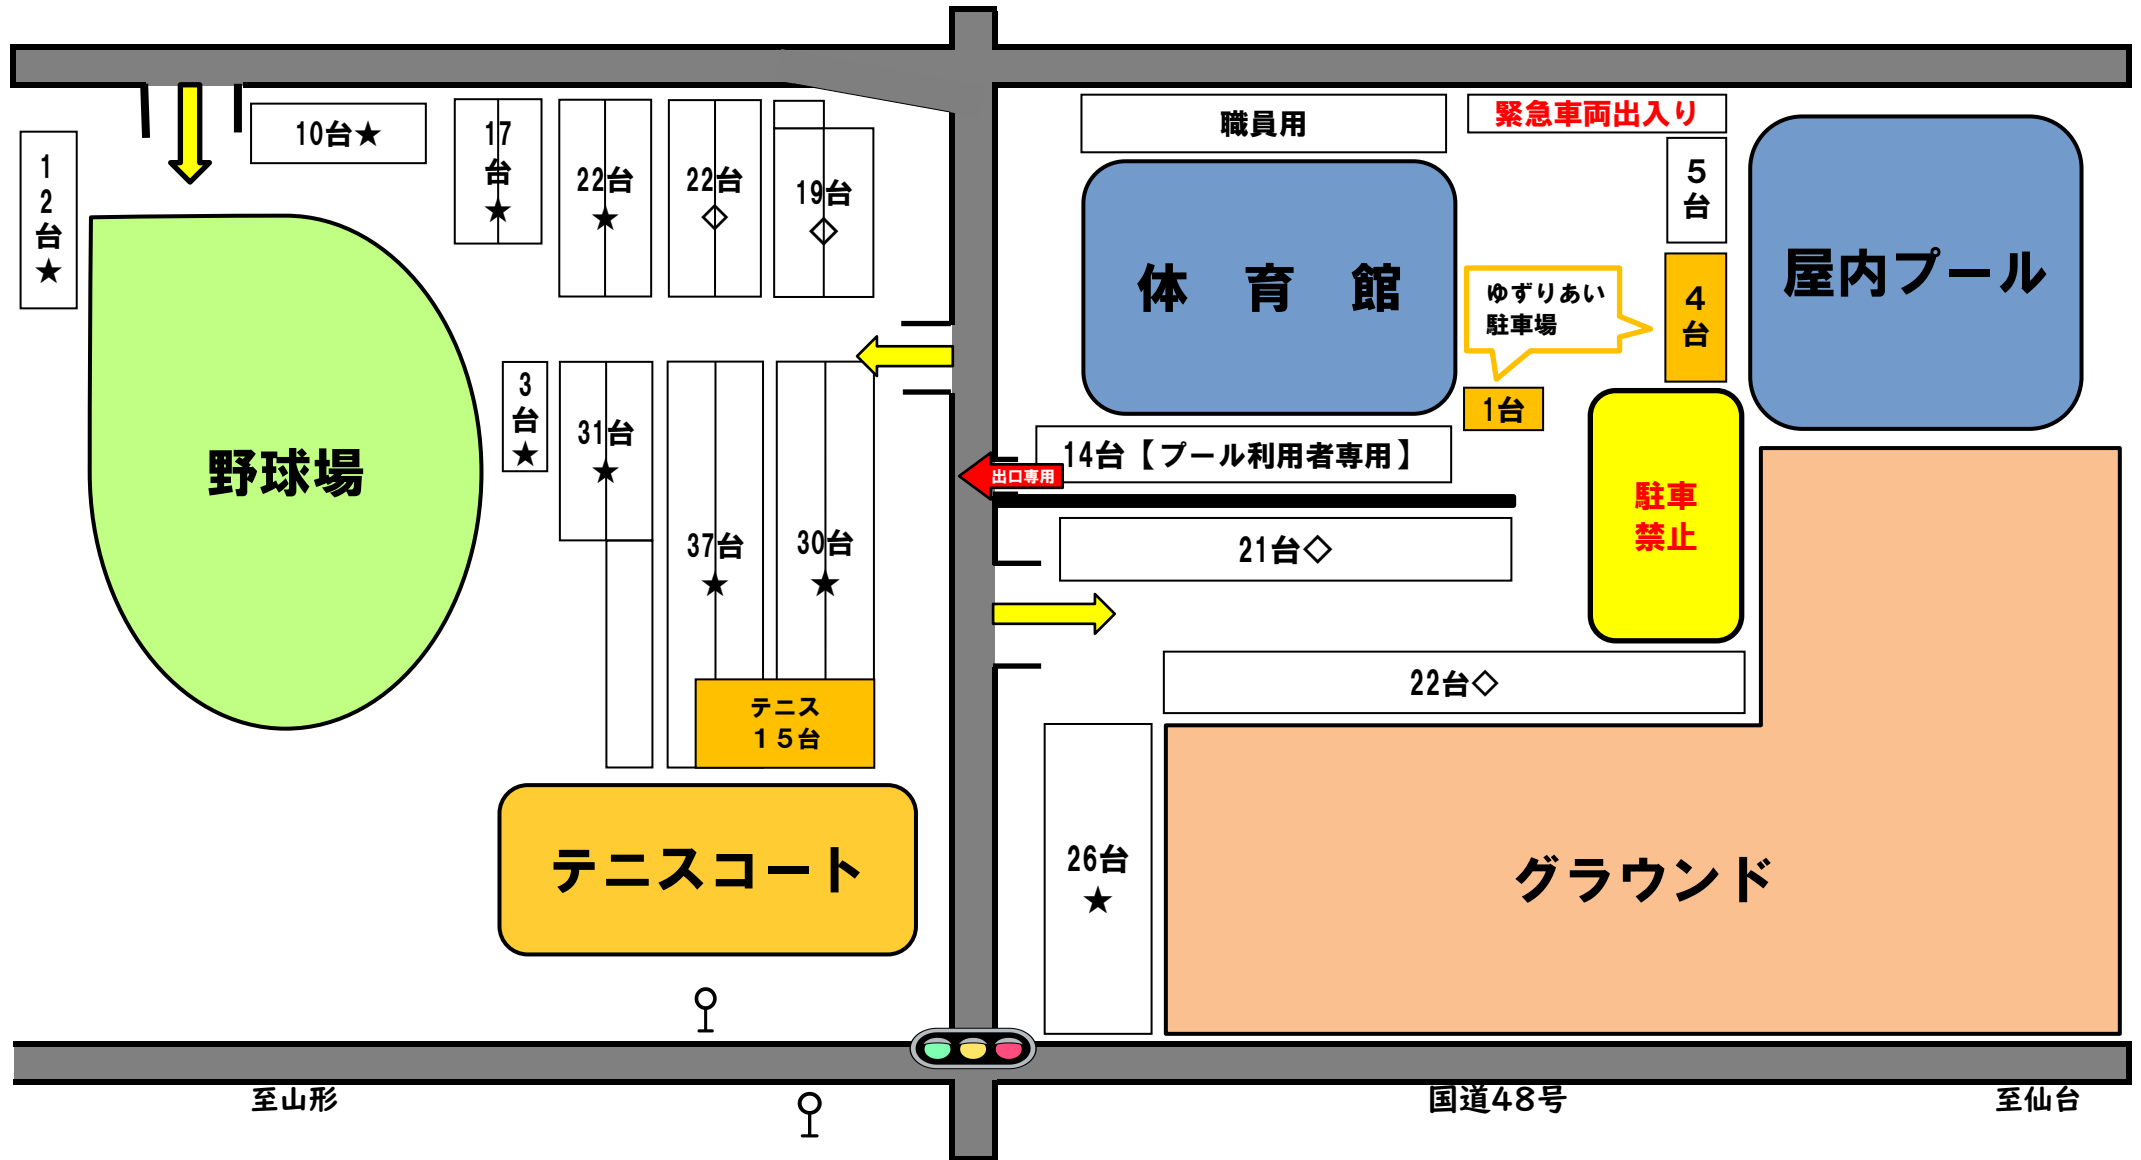 10台★
17
台
★
22台
★
22台
◇
19台
◇
1
2
台
★
職員用
緊急車両出入り
5
台
体　育　館
屋内プール
ゆずりあい
駐車場
4
台
1台
3
台
★
31台
★
野球場
14台【プール利用者専用】
出口専用
駐車
禁止
37台
★
30台
★
21台◇
22台◇
テニス
１５台
テニスコート
26台
★
グラウンド
至山形
国道48号
至仙台